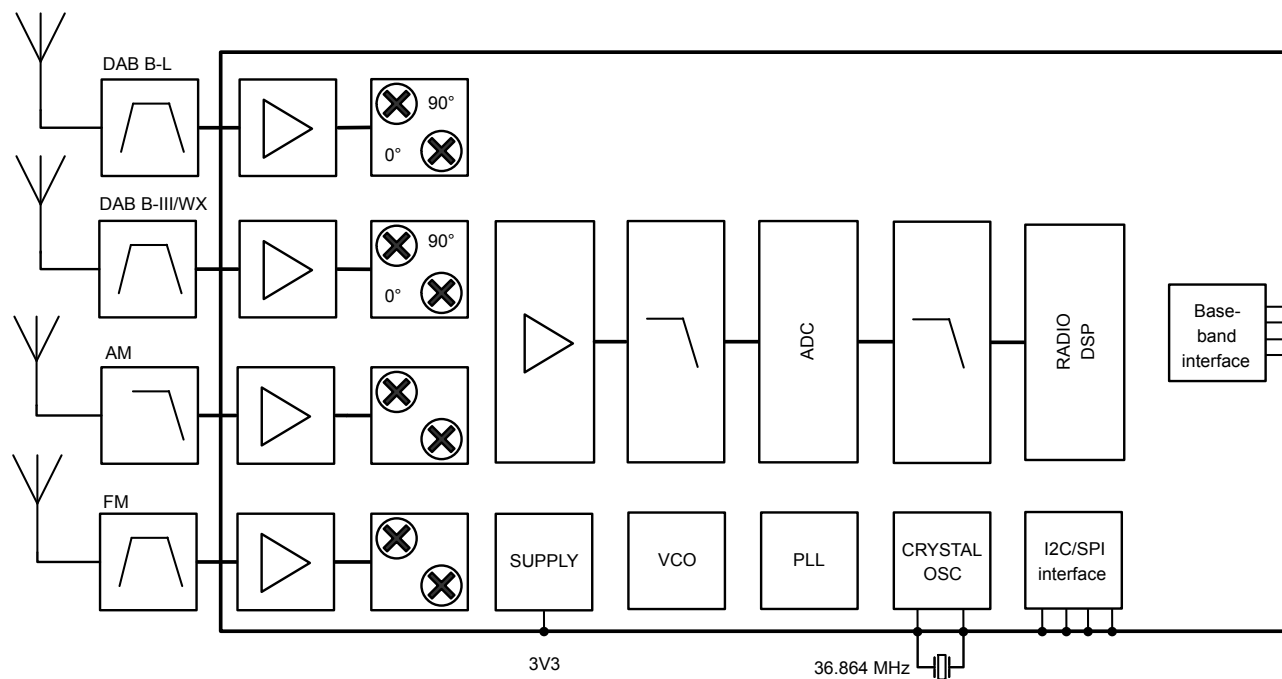 DAB B-L
90°
0°
DAB B-III/WX
90°
0°
ADC
RADIO
DSP
Base-
band
interface
AM
FM
SUPPLY
VCO
PLL
CRYSTAL
OSC
I2C/SPI
interface
3V3
36.864 MHz